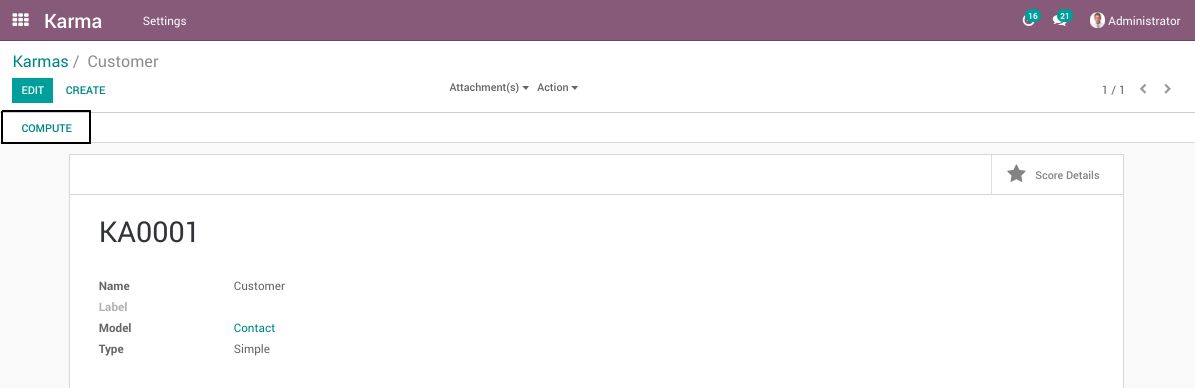 Karma Settings 16 21 Administrator
Karmas / Customer
EDIT CREATE Attachment(s) Action 1 / 1
COMPUTE
Score Details
KA0001
Name Customer
Label
Model Contact
Type Simple